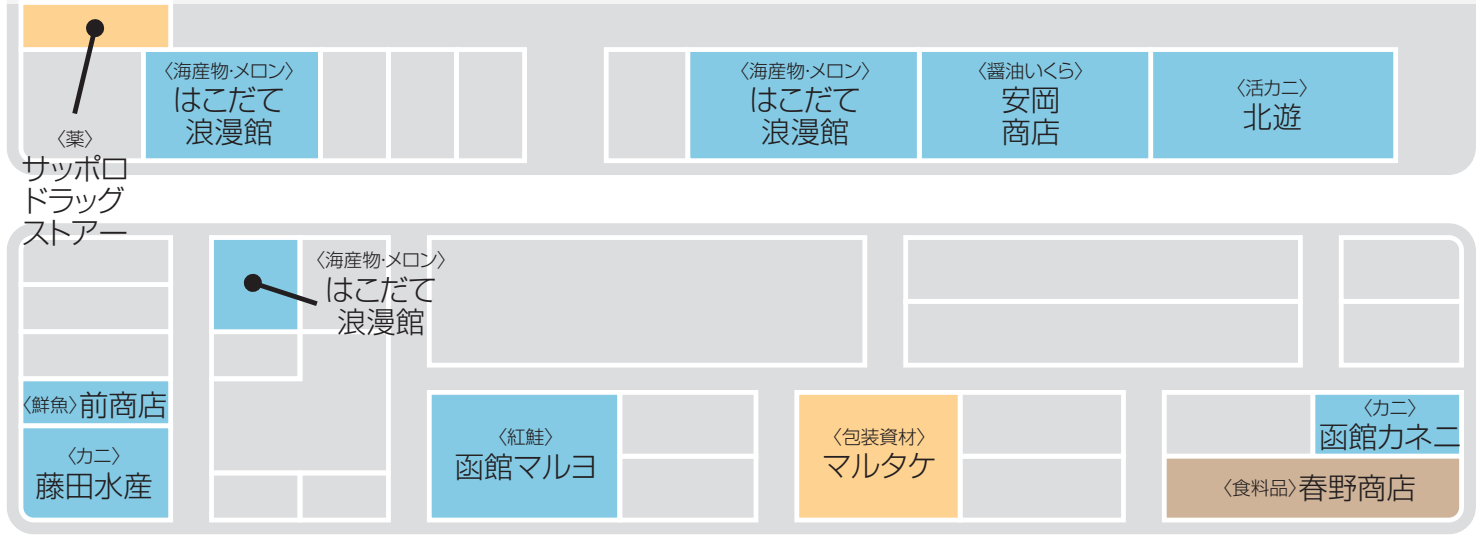 〈薬〉
サッポロ
ドラッグ
ストアー
〈海産物・メロン〉
はこだて
浪漫館
〈海産物・メロン〉
はこだて
浪漫館
〈醤油いくら〉
安岡
商店
〈活カニ〉
北遊
〈海産物・メロン〉
はこだて
浪漫館
〈鮮魚〉前商店
〈カニ〉
藤田水産
〈紅鮭〉
函館マルヨ
〈包装資材〉
マルタケ
〈カニ〉
函館カネニ
〈食料品〉春野商店